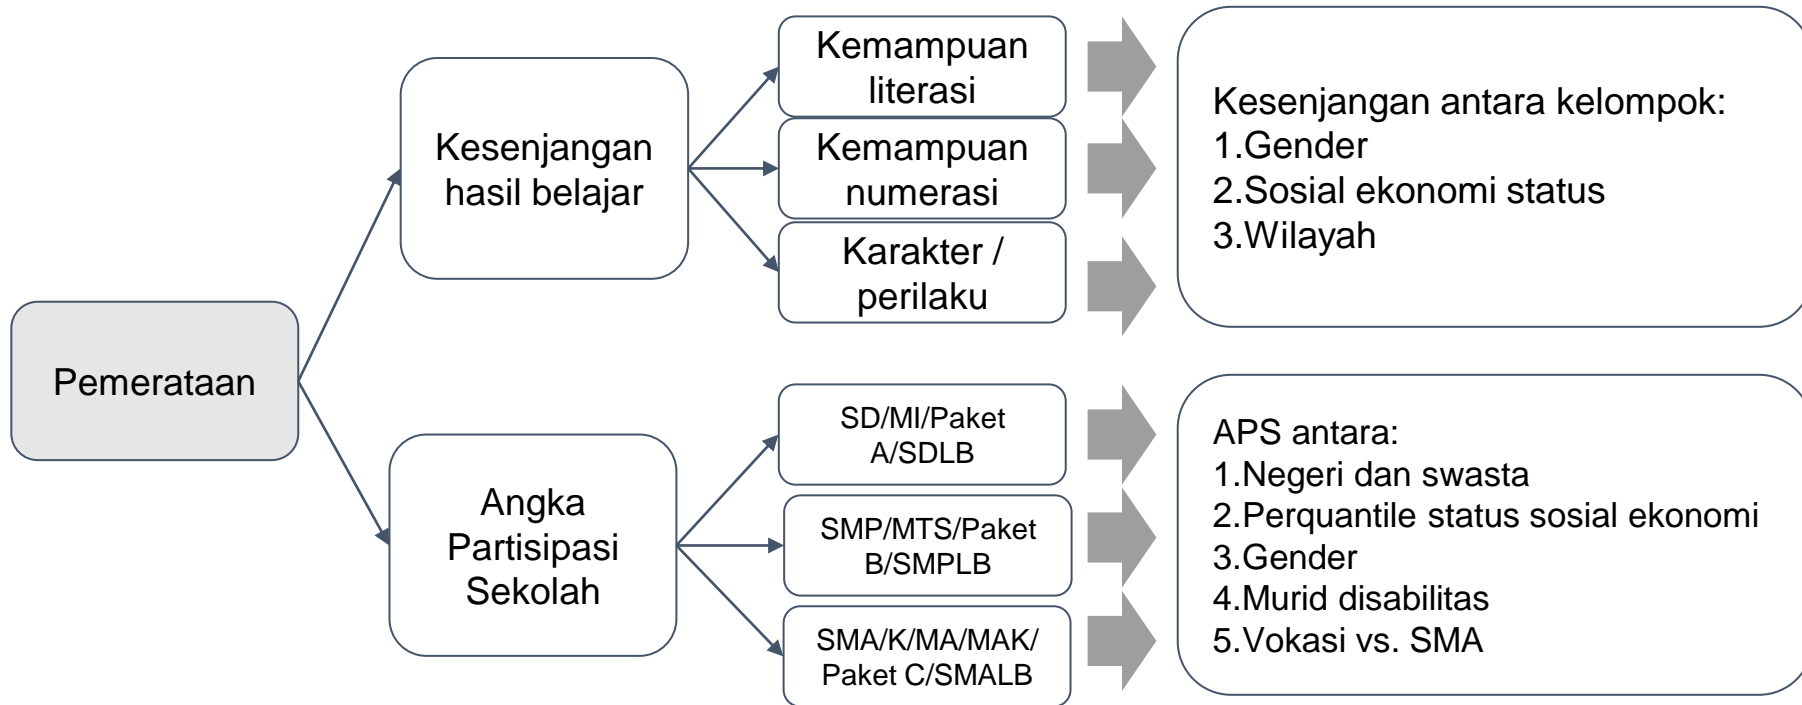 Pemerataan
Kesenjangan
hasil belajar
Kemampuan
literasi
Kemampuan
numerasi
Karakter /
perilaku
Kesenjangan antara kelompok:
1.Gender
2.Sosial ekonomi status
3.Wilayah
Angka
Partisipasi
Sekolah
SD/MI/Paket
A/SDLB
SMP/MTS/Paket
B/SMPLB
SMA/K/MA/MAK/
Paket C/SMALB
APS antara:
1.Negeri dan swasta
2.Perquantile status sosial ekonomi
3.Gender
4.Murid disabilitas
5.Vokasi vs. SMA